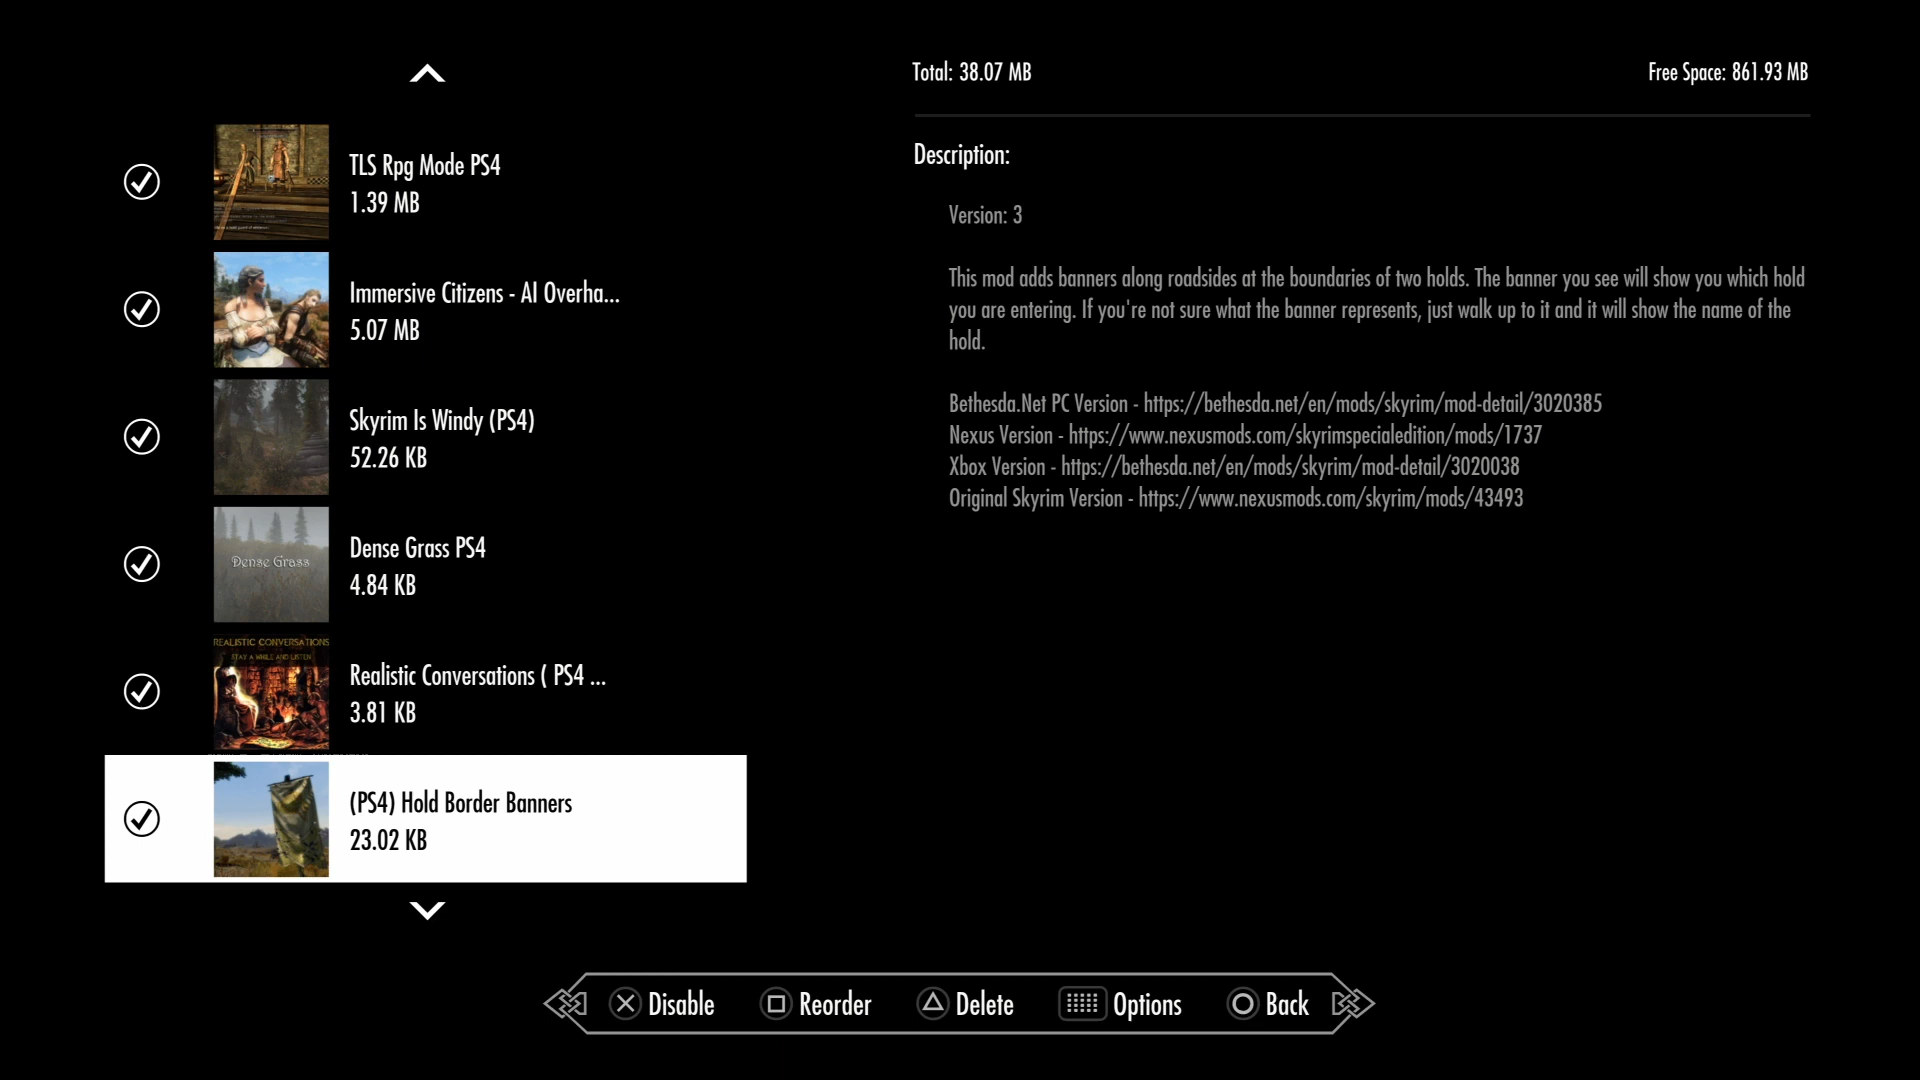 Total: 38.07 MB
Free Space: 861.93 MB
TLS Rpg Mode PS4
1.39 MB
Immersive Citizens - AI Overha...
5.07 MB
Skyrim Is Windy (PS4)
52.26 KB
Dense Grass
Dense Grass PS4
4.84 KB
REALISTIC CONVERSATIONS
STAY A WHILE AND LISTEN
Realistic Conversations ( PS4 ...
3.81 KB
(PS4) Hold Border Banners
23.02 KB
Description:
Version: 3
This mod adds banners along roadsides at the boundaries of two holds. The banner you see will show you which hold
you are entering. If you're not sure what the banner represents, just walk up to it and it will show the name of the
hold.
Bethesda.Net PC Version - https://bethesda.net/en/mods/skyrim/mod-detail/3020385
Nexus Version - https://www.nexusmods.com/skyrimspecialedition/mods/1737
Xbox Version - https://bethesda.net/en/mods/skyrim/mod-detail/3020038
Original Skyrim Version - https://www.nexusmods.com/skyrim/mods/43493
Disable Reorder Delete Options Back